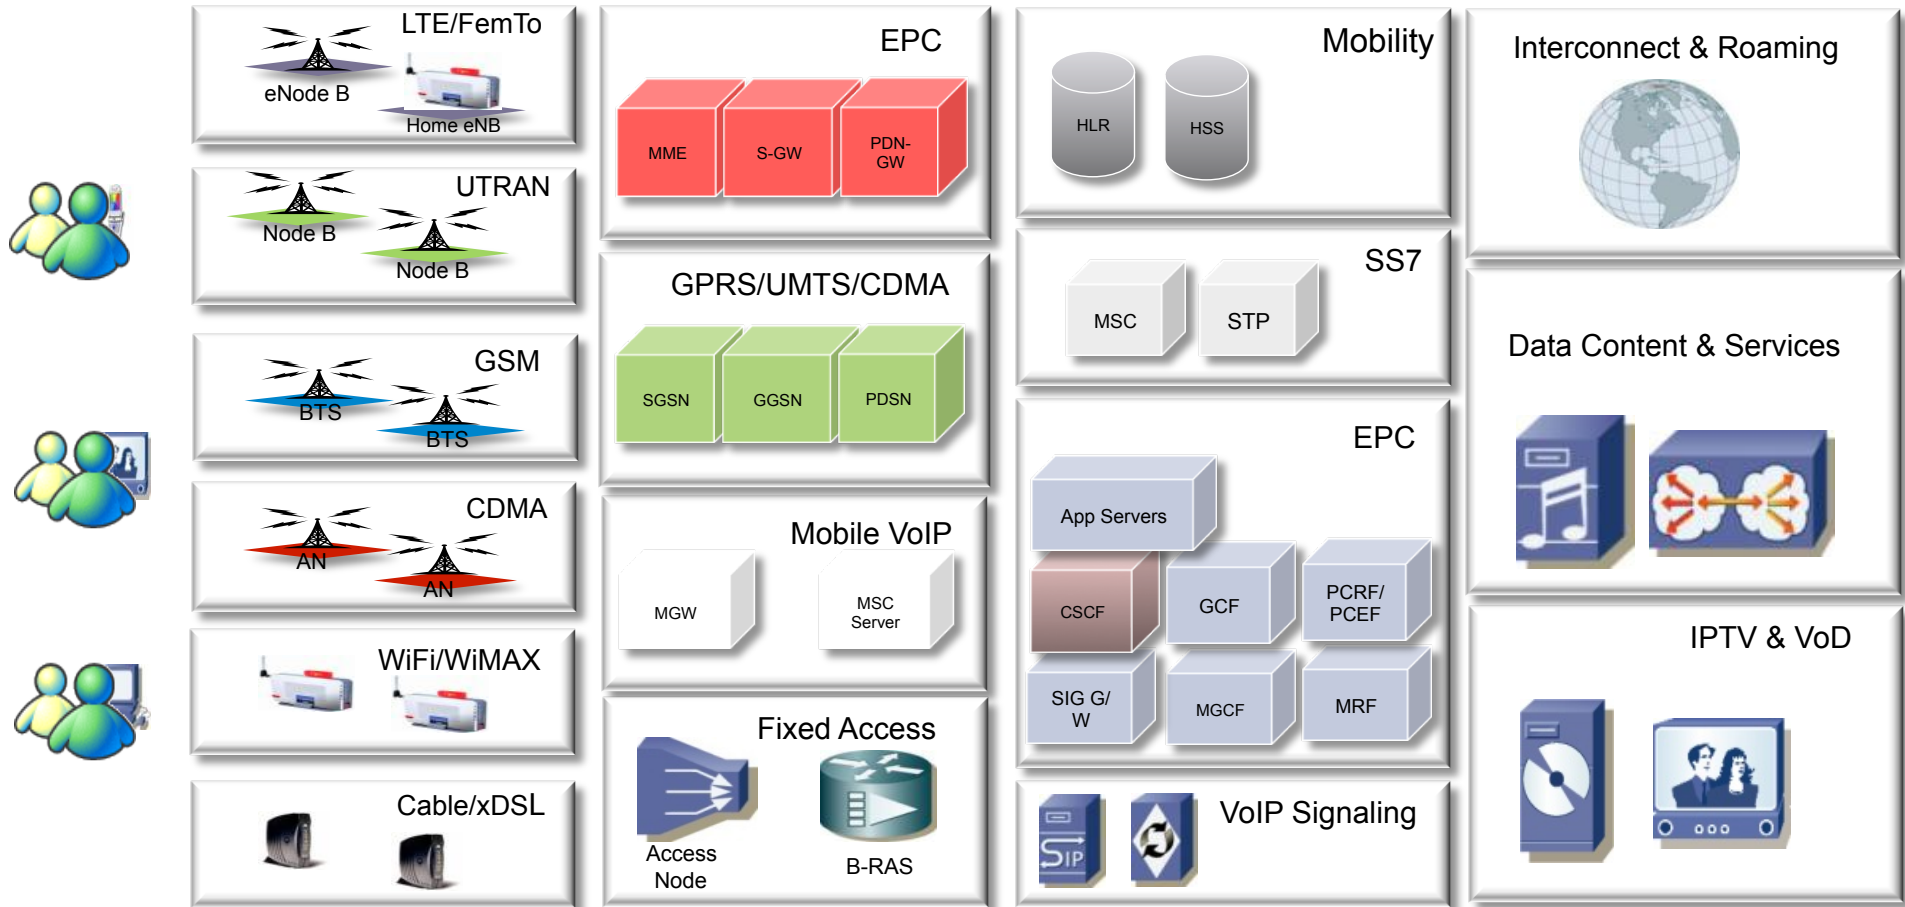 LTE/FemTo
eNode B
Home eNB
UTRAN
Node B
Node B
GSM
BTS
BTS
CDMA
AN
AN
WiFi/WiMAX
Cable/xDSL
EPC
MME
S-GW
PDN-
GW
GPRS/UMTS/CDMA
SGSN
GGSN
PDSN
Mobile VoIP
MGW
MSC
Server
Fixed Access
Access
Node
B-RAS
Mobility
HLR
HSS
SS7
MSC
STP
EPC
App Servers
CSCF
GCF
PCRF/
PCEF
SIG G/
W
MGCF
MRF
VoIP Signaling
SIP
Interconnect & Roaming
Data Content & Services
IPTV & VoD